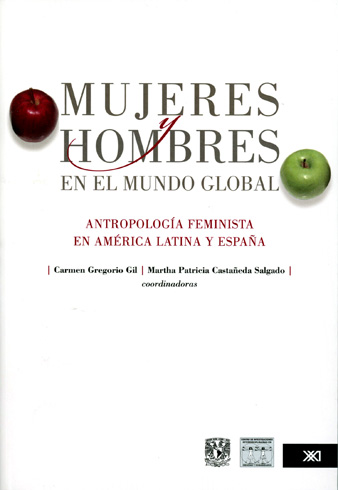 MUJERES
y
HOMBRES
EN EL MUNDO GLOBAL
ANTROPOLOGÍA FEMINISTA
EN AMÉRICA LATINA Y ESPAÑA
| Carmen Gregorio Gil | Martha Patricia Castañeda Salgado |
coordinadoras
XXI